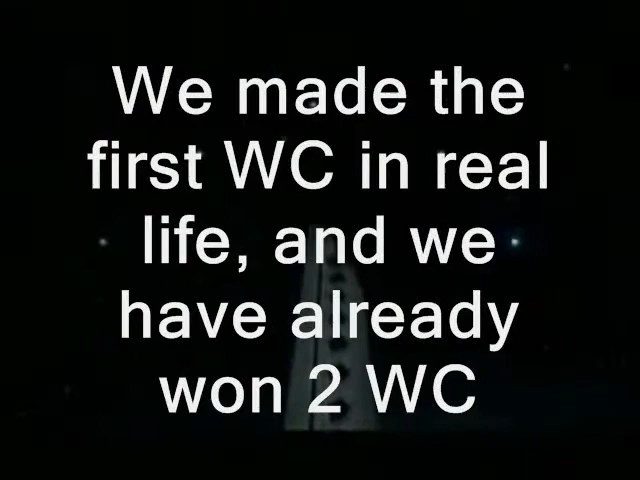 We made the
first WC in real
life, and we
have already
won 2 WC